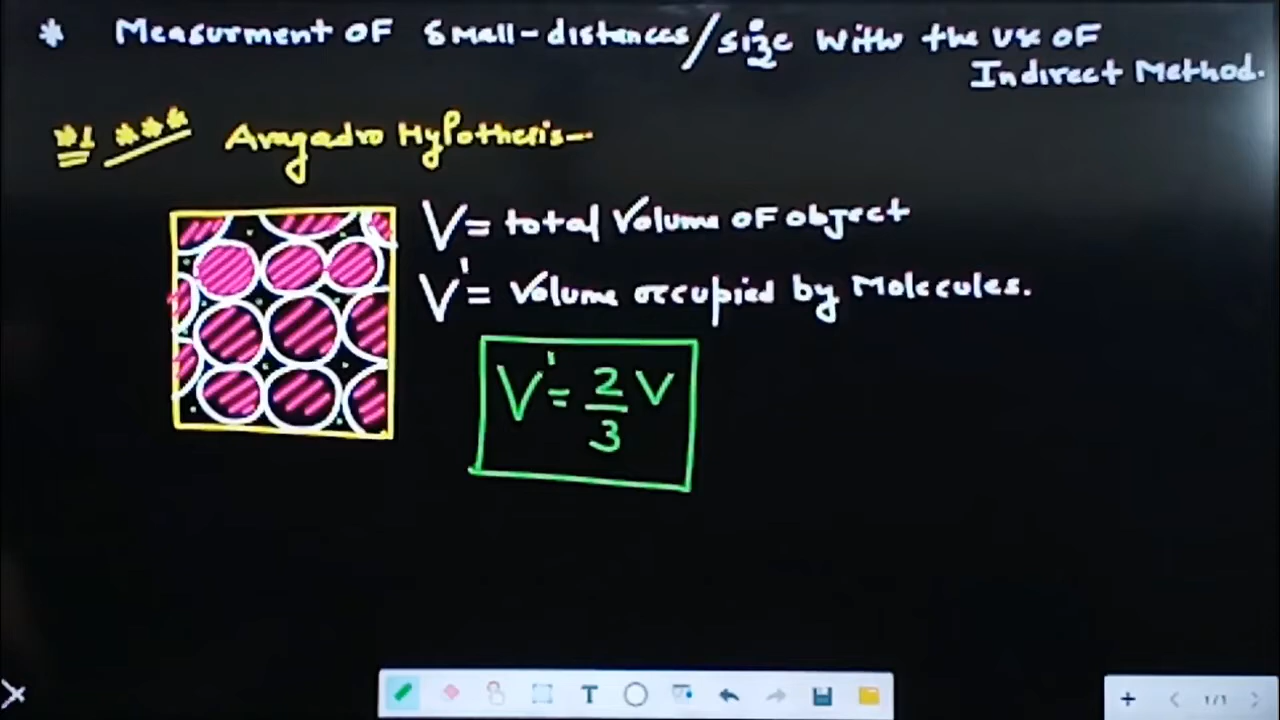 * Measurment OF Small-distances/size With the use OF
Indirect Method.
*1 *** Avogadro Hypothesis-
V = total Volume OF object
V' = Volume occupied by Molecules.
V' = 2/3 V
T
+ < 1/1 >